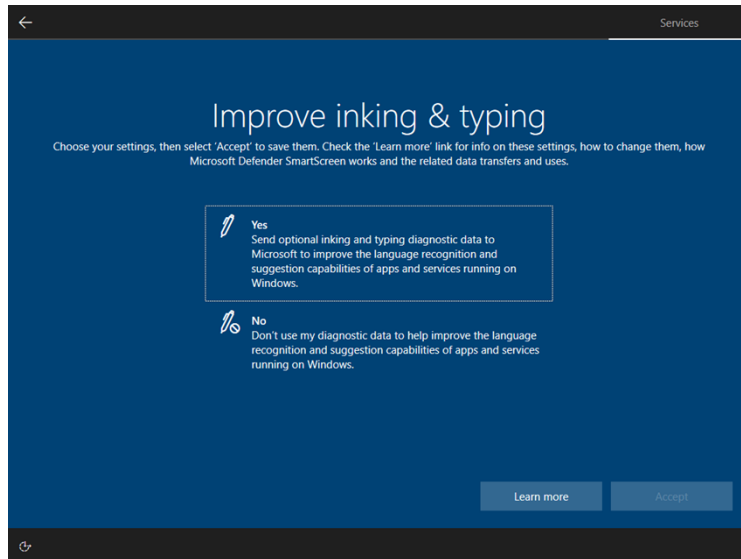 Services
Improve inking & typing
Choose your settings, then select 'Accept' to save them. Check the 'Learn more' link for info on these settings, how to change them, how
Microsoft Defender SmartScreen works and the related data transfers and uses.
Yes
Send optional inking and typing diagnostic data to
Microsoft to improve the language recognition and
suggestion capabilities of apps and services running on
Windows.
No
Don't use my diagnostic data to help improve the language
recognition and suggestion capabilities of apps and services
running on Windows.
Learn more
Accept